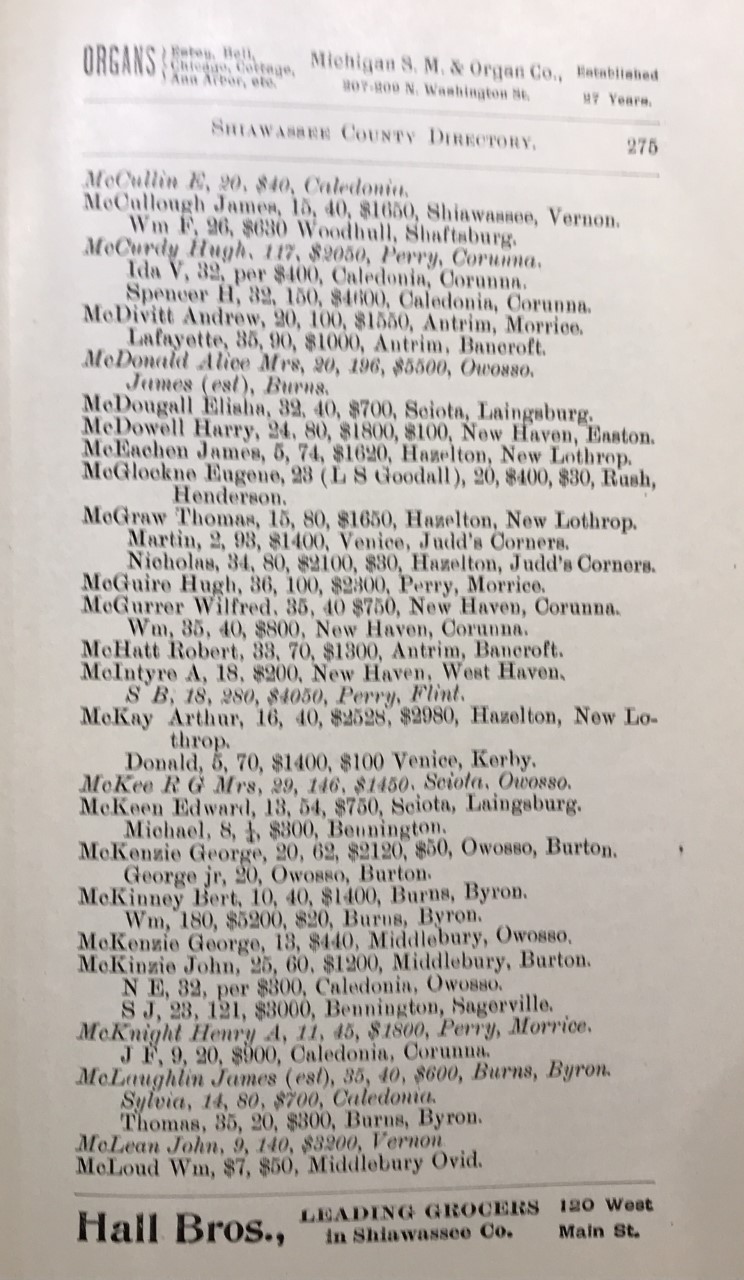 ORGANS { Estey, Bell, Chicago, Cottage, Ann Arbor, etc. Michigan S. M. & Organ Co., 207-209 N. Washington St. Established 27 Years.
SHIAWASSEE COUNTY DIRECTORY. 275
McCullin E, 20, $40, Caledonia.
McCullough James, 15, 40, $1650, Shiawassee, Vernon.
Wm F, 26, $630 Woodhull, Shaftsburg.
McCurdy Hugh, 117, $2050, Perry, Corunna.
Ida V, 32, per $400, Caledonia, Corunna.
Spencer H, 32, 150, $4600, Caledonia, Corunna.
McDivitt Andrew, 20, 100, $1550, Antrim, Morrice.
Lafayette, 35, 90, $1000, Antrim, Bancroft.
McDonald Alice Mrs, 20, 196, $5500, Owosso.
James (est), Burns.
McDougall Elisha, 32, 40, $700, Sciota, Laingsburg.
McDowell Harry, 24, 80, $1800, $100, New Haven, Easton.
McEachen James, 5, 74, $1620, Hazelton, New Lothrop.
McGlockne Eugene, 23 (L S Goodall), 20, $400, $30, Rush,
Henderson.
McGraw Thomas, 15, 80, $1650, Hazelton, New Lothrop.
Martin, 2, 93, $1400, Venice, Judd's Corners.
Nicholas, 34, 80, $2100, $30, Hazelton, Judd's Corners.
McGuire Hugh, 36, 100, $2300, Perry, Morrice.
McGurrer Wilfred, 35, 40 $750, New Haven, Corunna.
Wm, 35, 40, $800, New Haven, Corunna.
McHatt Robert, 33, 70, $1300, Antrim, Bancroft.
McIntyre A, 18, $200, New Haven, West Haven.
S B, 18, 280, $4050, Perry, Flint.
McKay Arthur, 16, 40, $2528, $2980, Hazelton, New Lo-
throp.
Donald, 5, 70, $1400, $100 Venice, Kerby.
McKee R G Mrs, 29, 146, $1450, Sciota, Owosso.
McKeen Edward, 13, 54, $750, Sciota, Laingsburg.
Michael, 8, $300, Bennington.
McKenzie George, 20, 62, $2120, $50, Owosso, Burton.
George jr, 20, Owosso, Burton.
McKinney Bert, 10, 40, $1400, Burns, Byron.
Wm, 180, $5200, $20, Burns, Byron.
McKenzie George, 13, $440, Middlebury, Owosso.
McKinzie John, 25, 60, $1200, Middlebury, Burton.
N E, 32, per $300, Caledonia, Owosso.
S J, 23, 121, $3000, Bennington, Sagerville.
McKnight Henry A, 11, 45, $1800, Perry, Morrice.
J F, 9, 20, $900, Caledonia, Corunna.
McLaughlin James (est), 35, 40, $600, Burns, Byron.
Sylvia, 14, 80, $700, Caledonia.
Thomas, 35, 20, $300, Burns, Byron.
McLean John, 9, 140, $3200, Vernon
McLoud Wm, $7, $50, Middlebury Ovid.
Hall Bros., LEADING GROCERS in Shiawassee Co. 120 West Main St.